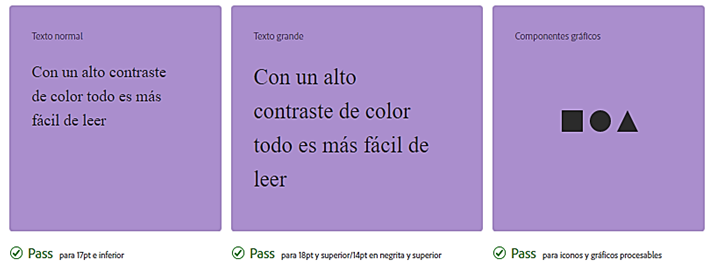 Texto normal
Con un alto contraste
de color todo es más
fácil de leer
Pass para 17pt e inferior
Texto grande
Con un alto
contraste de color
todo es más fácil de
leer
Pass para 18pt y superior/14pt en negrita y superior
Componentes gráficos
Pass para iconos y gráficos procesables